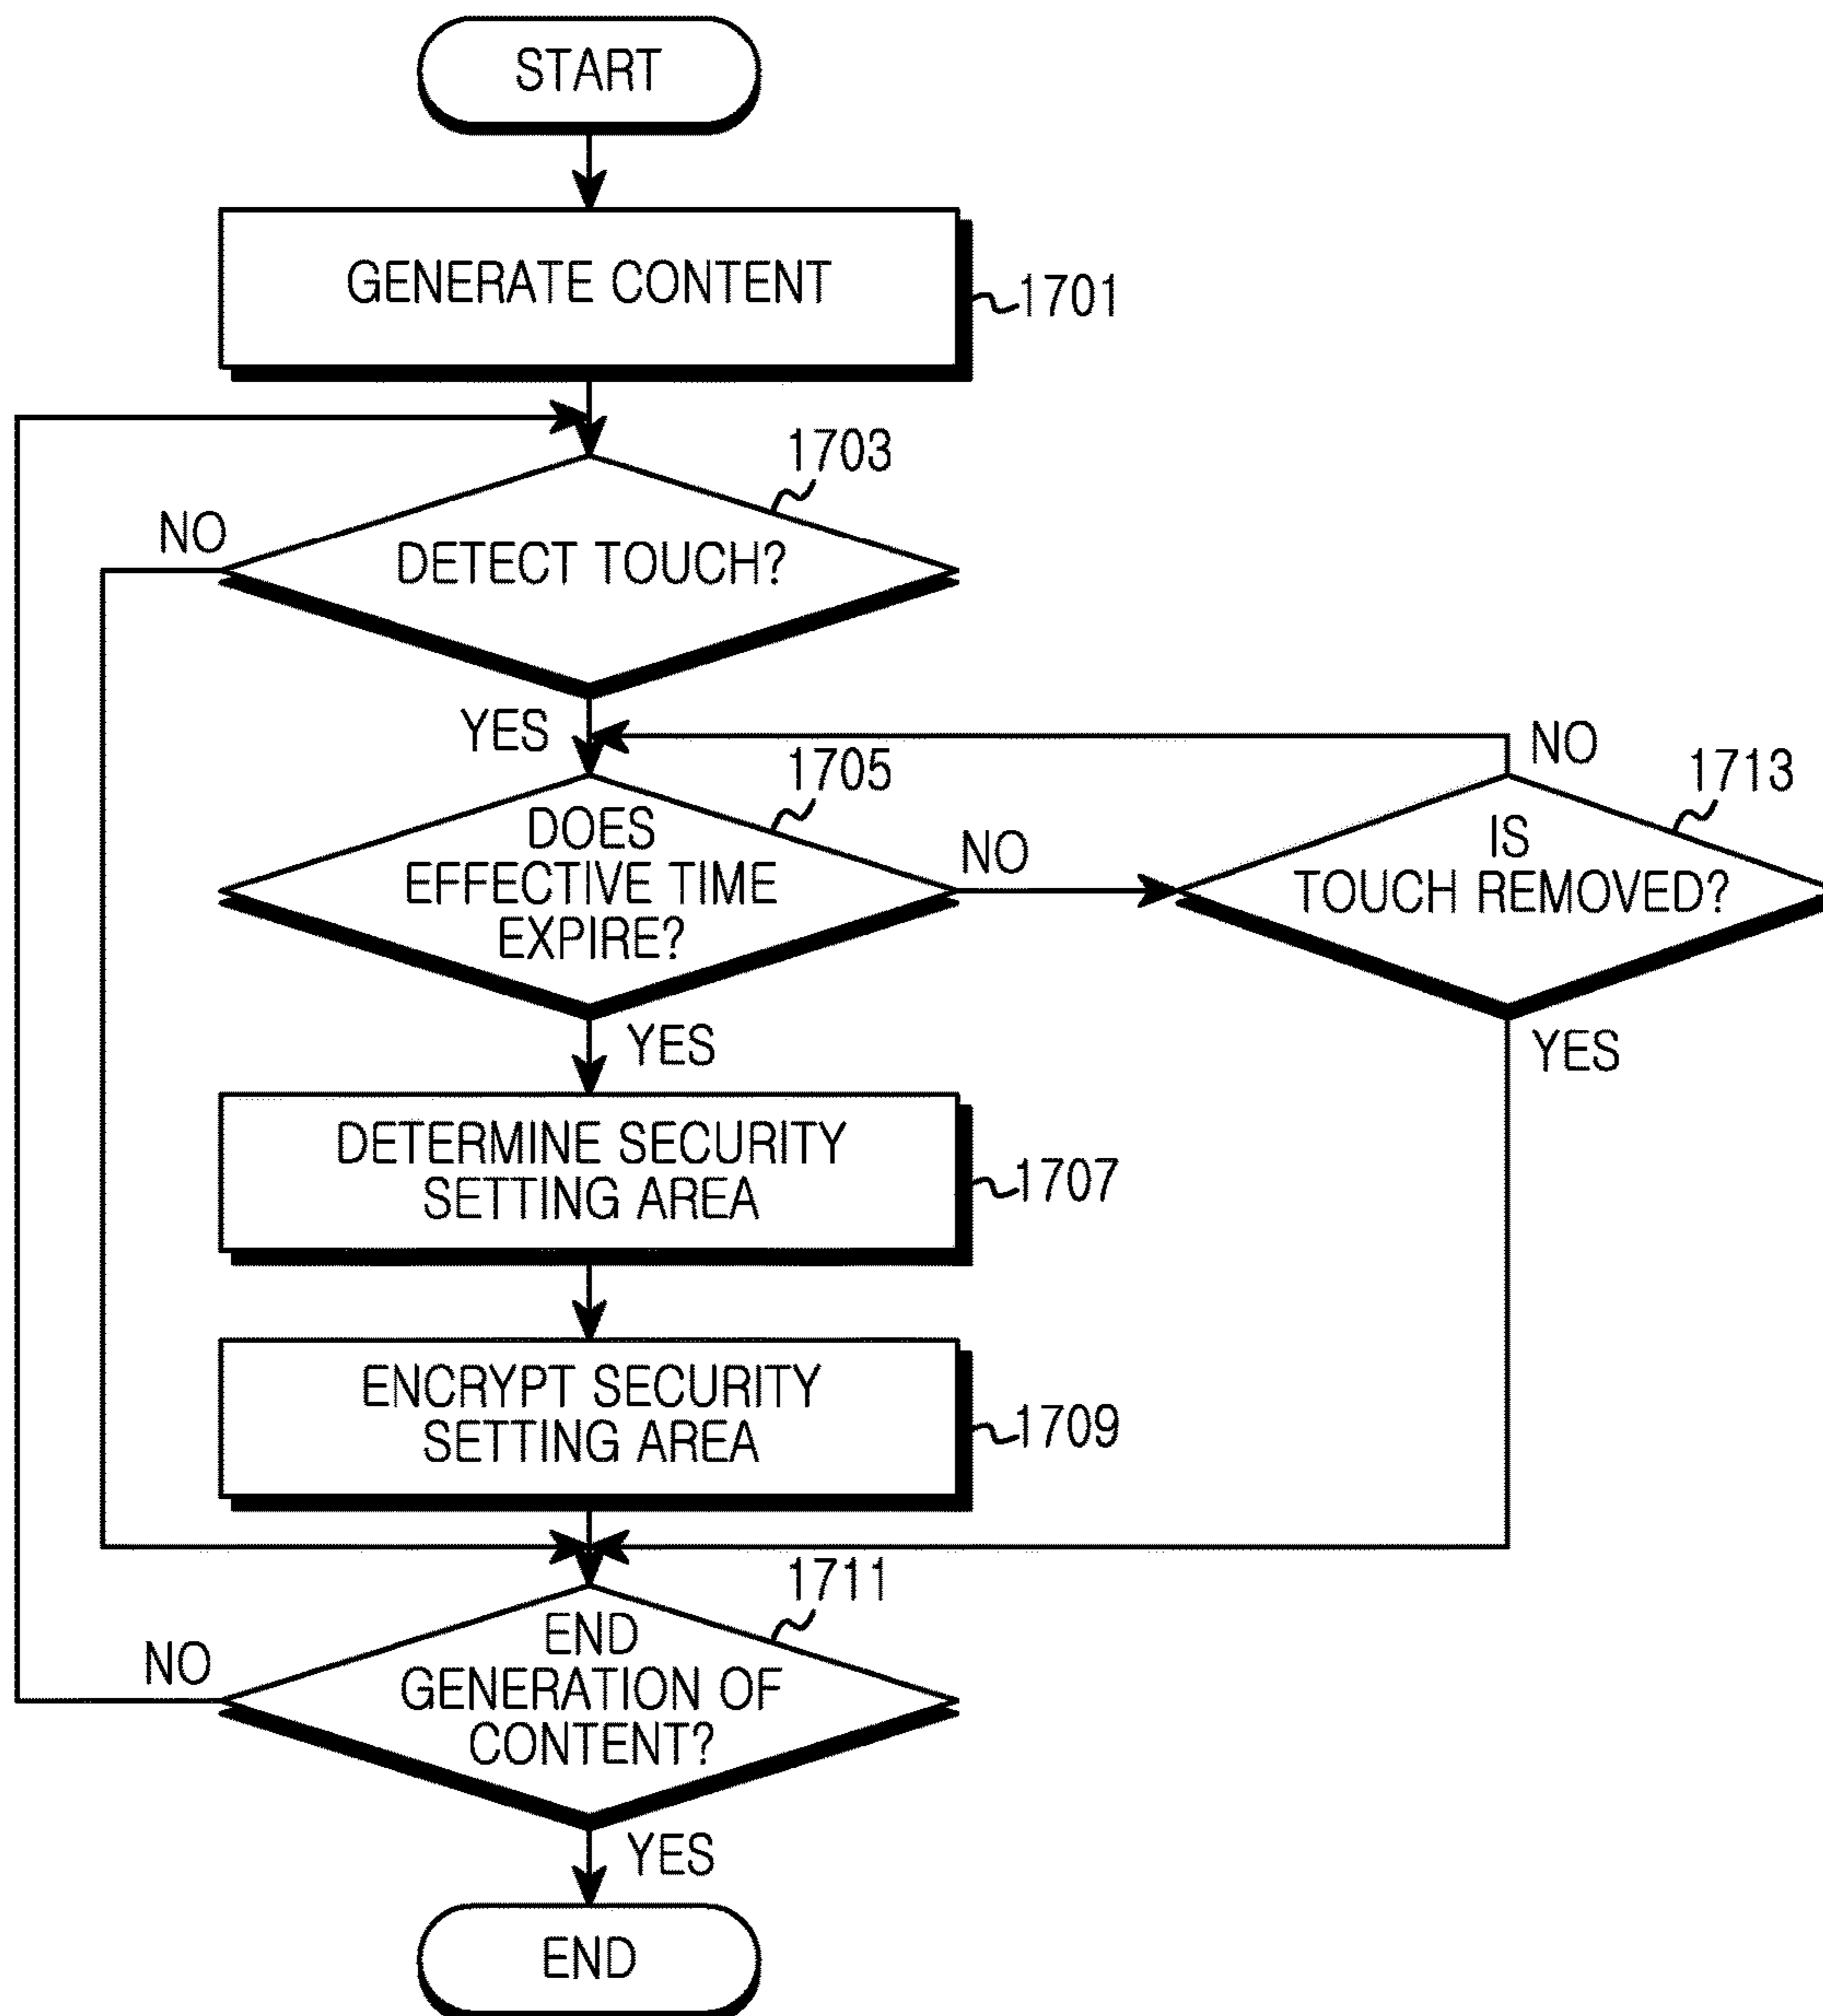 START
GENERATE CONTENT
1701
1703
NO
DETECT TOUCH?
YES
NO
1705
1713
DOES
EFFECTIVE TIME
EXPIRE?
NO
IS
TOUCH REMOVED?
YES
YES
DETERMINE SECURITY
SETTING AREA
1707
ENCRYPT SECURITY
SETTING AREA
1709
1711
END
GENERATION OF
CONTENT?
NO
YES
END